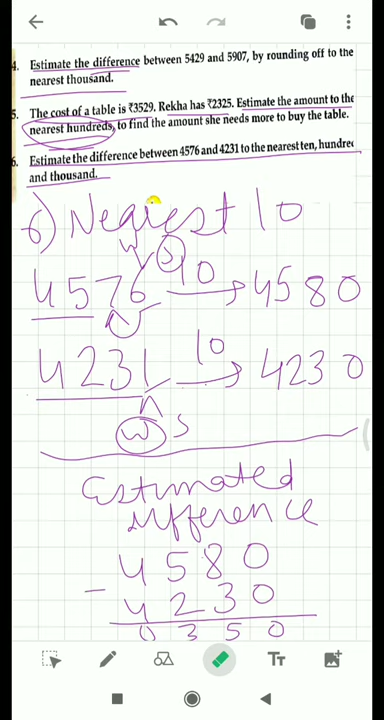 4. Estimate the difference between 5429 and 5907, by rounding off to the
nearest thousand.
5. The cost of a table is ₹3529. Rekha has ₹2325. Estimate the amount to the
nearest hundreds, to find the amount she needs more to buy the table.
6. Estimate the difference between 4576 and 4231 to the nearest ten, hundred
and thousand.
6) Nearest 10
4576 10 → 4580
4231 10 → 4230
Estimated
Difference
4580
- 4230
0350
TT